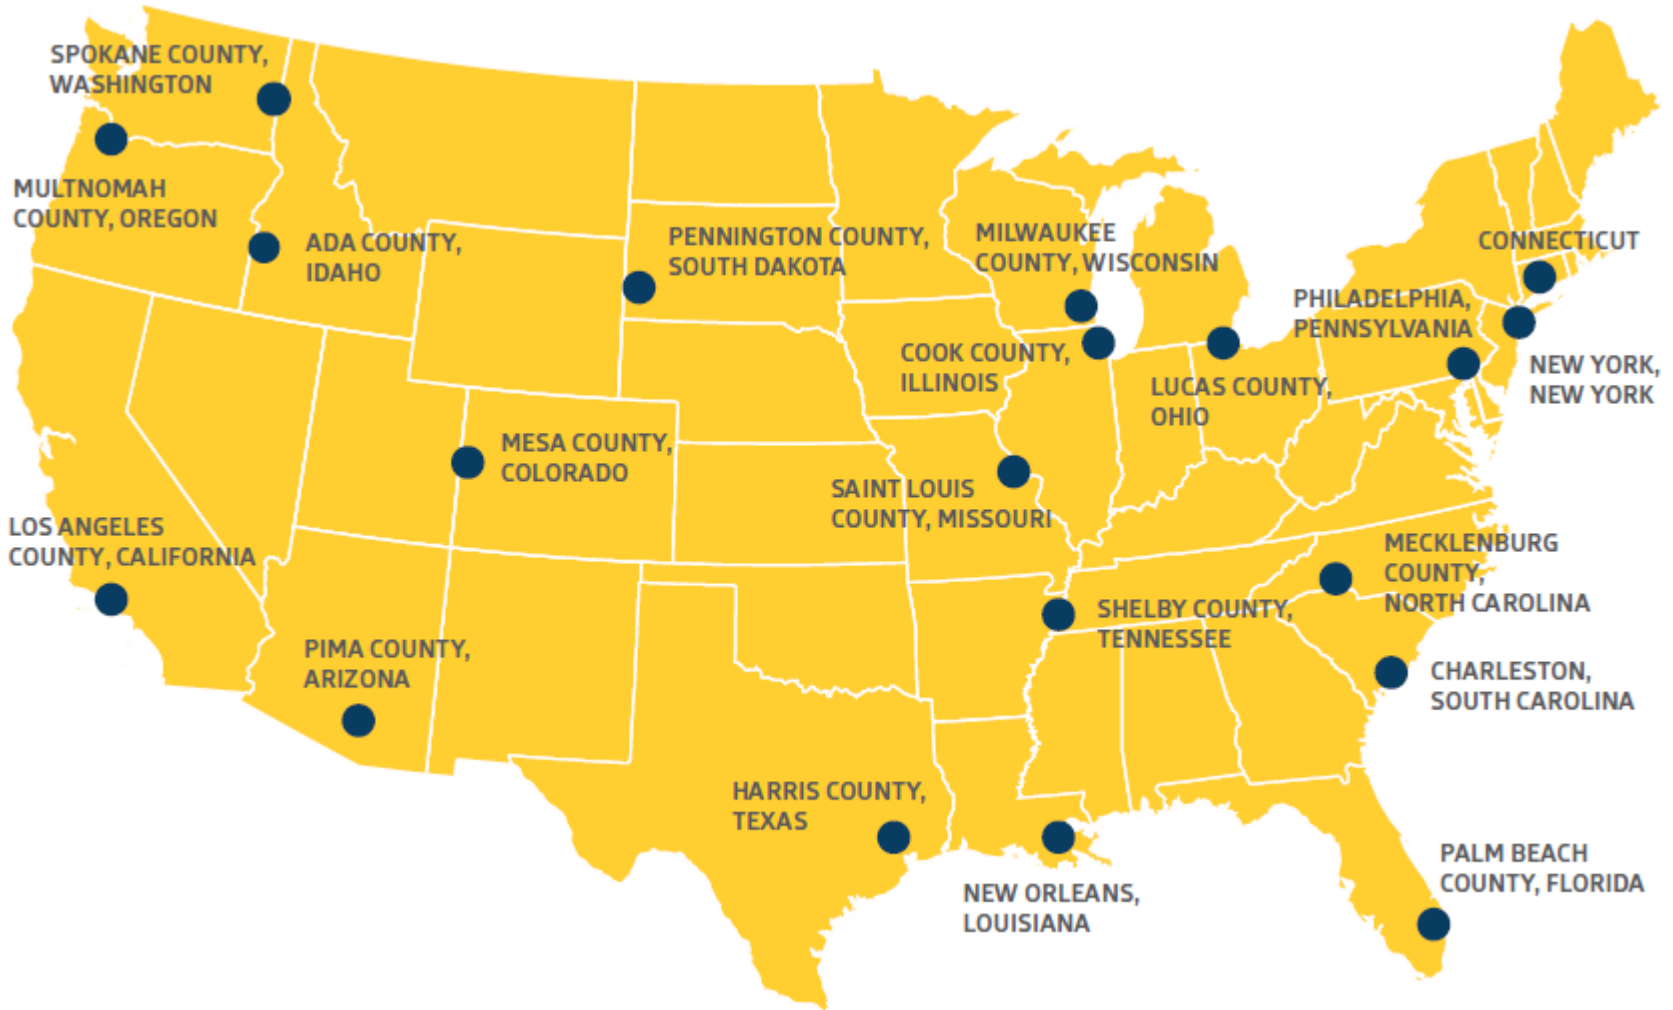 SPOKANE COUNTY,
WASHINGTON
MULTNOMAH
COUNTY, OREGON
ADA COUNTY,
IDAHO
PENNINGTON COUNTY,
SOUTH DAKOTA
MILWAUKEE
COUNTY, WISCONSIN
CONNECTICUT
PHILADELPHIA,
PENNSYLVANIA
COOK COUNTY,
ILLINOIS
LUCAS COUNTY,
OHIO
NEW YORK,
NEW YORK
MESA COUNTY,
COLORADO
SAINT LOUIS
COUNTY, MISSOURI
LOS ANGELES
COUNTY, CALIFORNIA
MECKLENBURG
COUNTY,
NORTH CAROLINA
SHELBY COUNTY,
TENNESSEE
PIMA COUNTY,
ARIZONA
CHARLESTON,
SOUTH CAROLINA
HARRIS COUNTY,
TEXAS
NEW ORLEANS,
LOUISIANA
PALM BEACH
COUNTY, FLORIDA